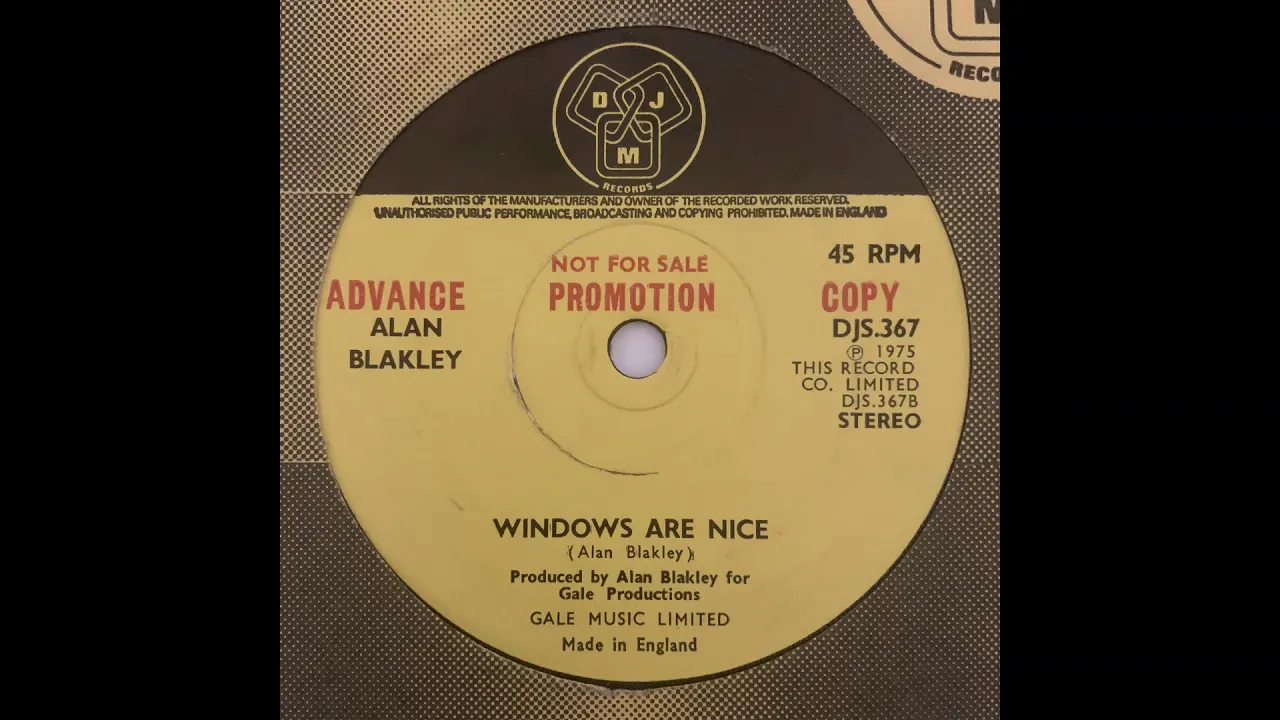 D J
M
RECORDS
M
RECO
ALL RIGHTS OF THE MANUFACTURERS AND OWNER OF THE RECORDED WORK RESERVED.
UNAUTHORISED PUBLIC PERFORMANCE, BROADCASTING AND COPYING PROHIBITED. MADE IN ENGLAND
45 RPM
NOT FOR SALE
ADVANCE PROMOTION COPY
ALAN
BLAKLEY
DJS.367
Ⓟ 1975
THIS RECORD
CO. LIMITED
DJS.367B
STEREO
WINDOWS ARE NICE
(Alan Blakley)
Produced by Alan Blakley for
Gale Productions
GALE MUSIC LIMITED
Made in England